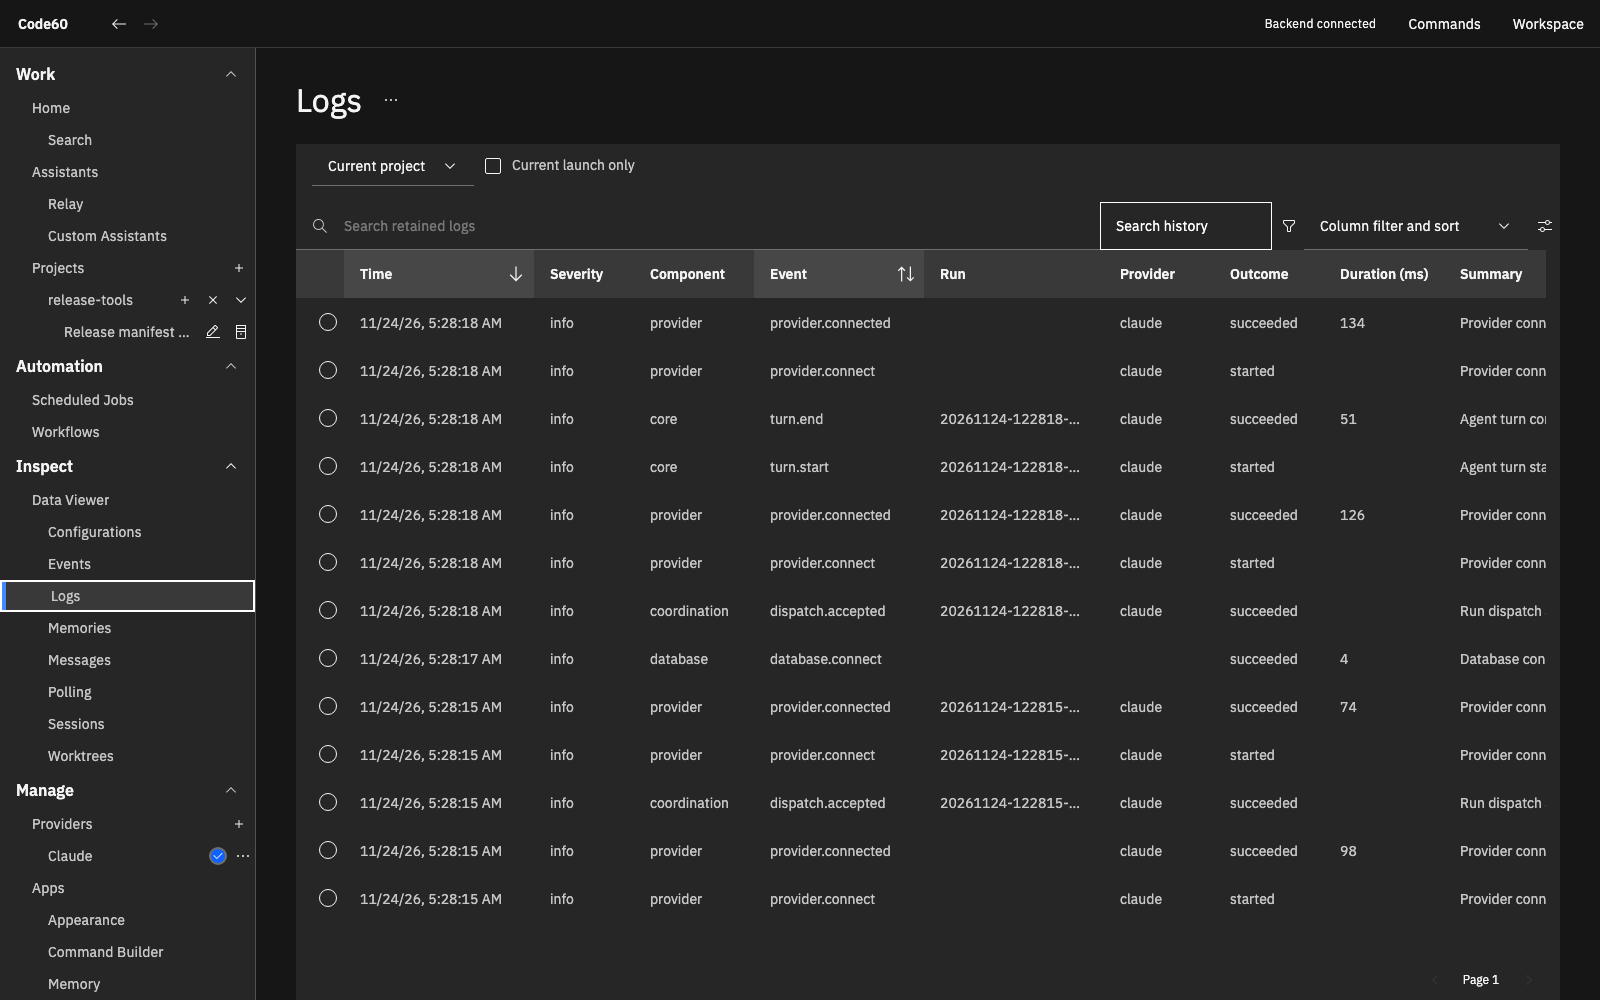 Code60
Backend connected
Commands
Workspace
Work
Home
Search
Assistants
Relay
Custom Assistants
Projects
release-tools
Release manifest ...
Automation
Scheduled Jobs
Workflows
Inspect
Data Viewer
Configurations
Events
Logs
Memories
Messages
Polling
Sessions
Worktrees
Manage
Providers
Claude
Apps
Appearance
Command Builder
Memory
Logs
Current project
Current launch only
Search retained logs
Search history
Column filter and sort
Time Severity Component Event Run Provider Outcome Duration (ms) Summary
11/24/26, 5:28:18 AM info provider provider.connected claude succeeded 134 Provider conn
11/24/26, 5:28:18 AM info provider provider.connect claude started Provider conn
11/24/26, 5:28:18 AM info core turn.end 20261124-122818-... claude succeeded 51 Agent turn co
11/24/26, 5:28:18 AM info core turn.start 20261124-122818-... claude started Agent turn sta
11/24/26, 5:28:18 AM info provider provider.connected 20261124-122818-... claude succeeded 126 Provider conn
11/24/26, 5:28:18 AM info provider provider.connect 20261124-122818-... claude started Provider conn
11/24/26, 5:28:18 AM info coordination dispatch.accepted 20261124-122818-... claude succeeded Run dispatch
11/24/26, 5:28:17 AM info database database.connect succeeded 4 Database con
11/24/26, 5:28:15 AM info provider provider.connected 20261124-122815-... claude succeeded 74 Provider conn
11/24/26, 5:28:15 AM info provider provider.connect 20261124-122815-... claude started Provider conn
11/24/26, 5:28:15 AM info coordination dispatch.accepted 20261124-122815-... claude succeeded Run dispatch
11/24/26, 5:28:15 AM info provider provider.connected claude succeeded 98 Provider conn
11/24/26, 5:28:15 AM info provider provider.connect claude started Provider conn
Page 1